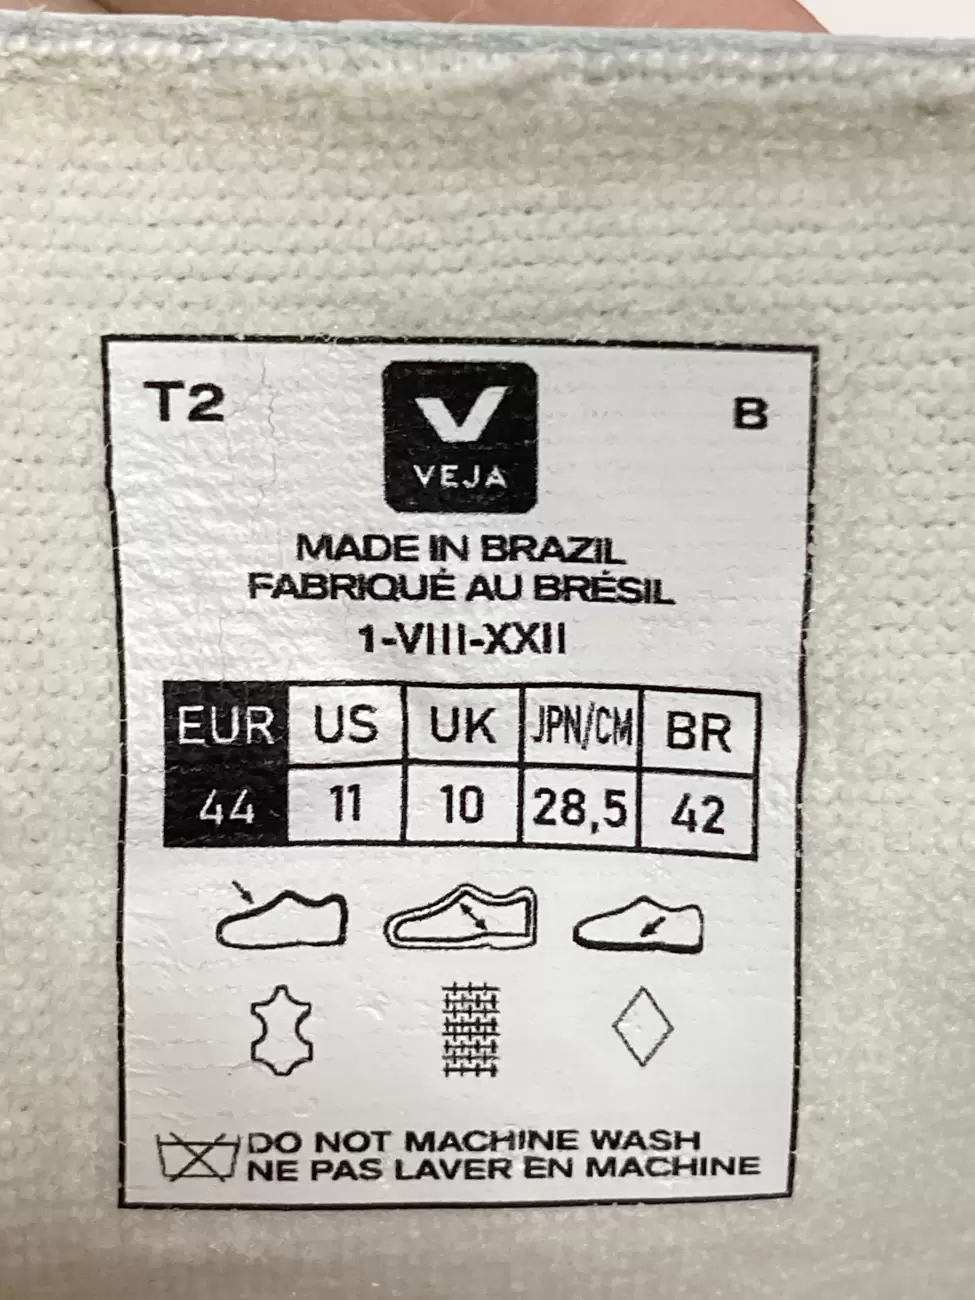 T2
B
VEJA
MADE IN BRAZIL
FABRIQUÉ AU BRÉSIL
1-VIII-XXII
EUR US UK JPN/CM BR
44 11 10 28,5 42
DO NOT MACHINE WASH
NE PAS LAVER EN MACHINE